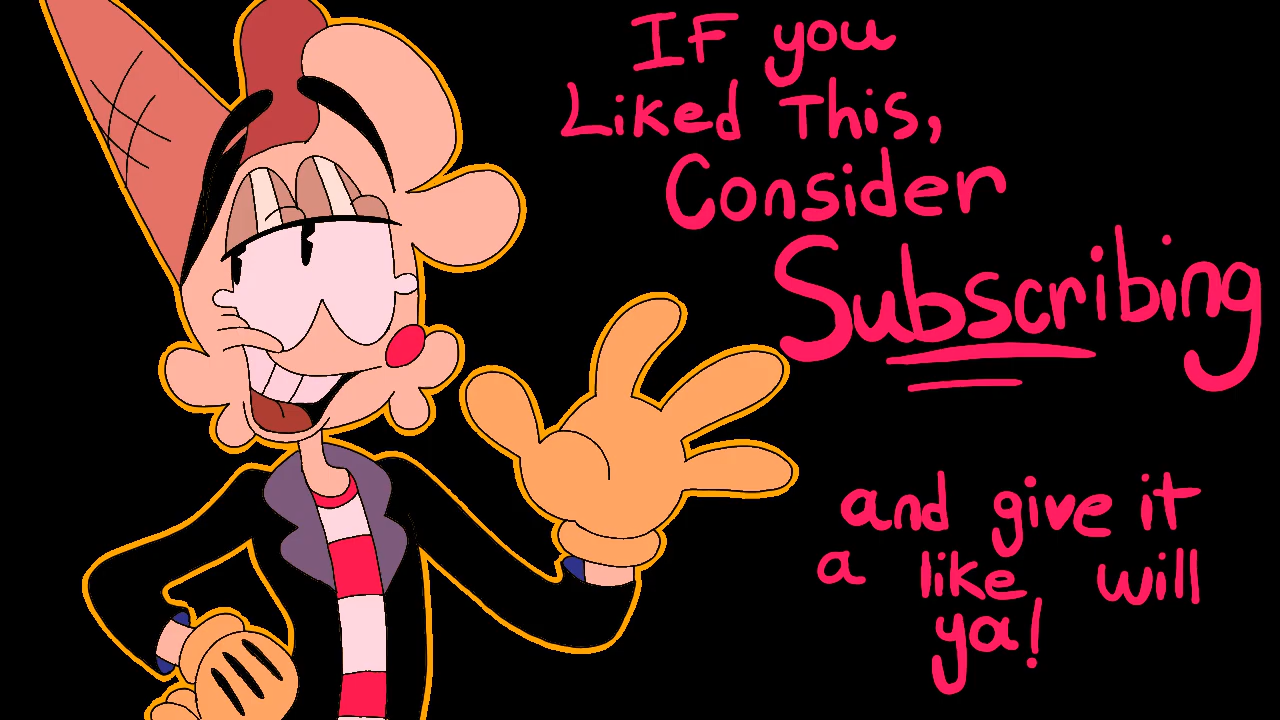 IF you
Liked This,
Consider
Subscribing
and give it
a like will
ya!